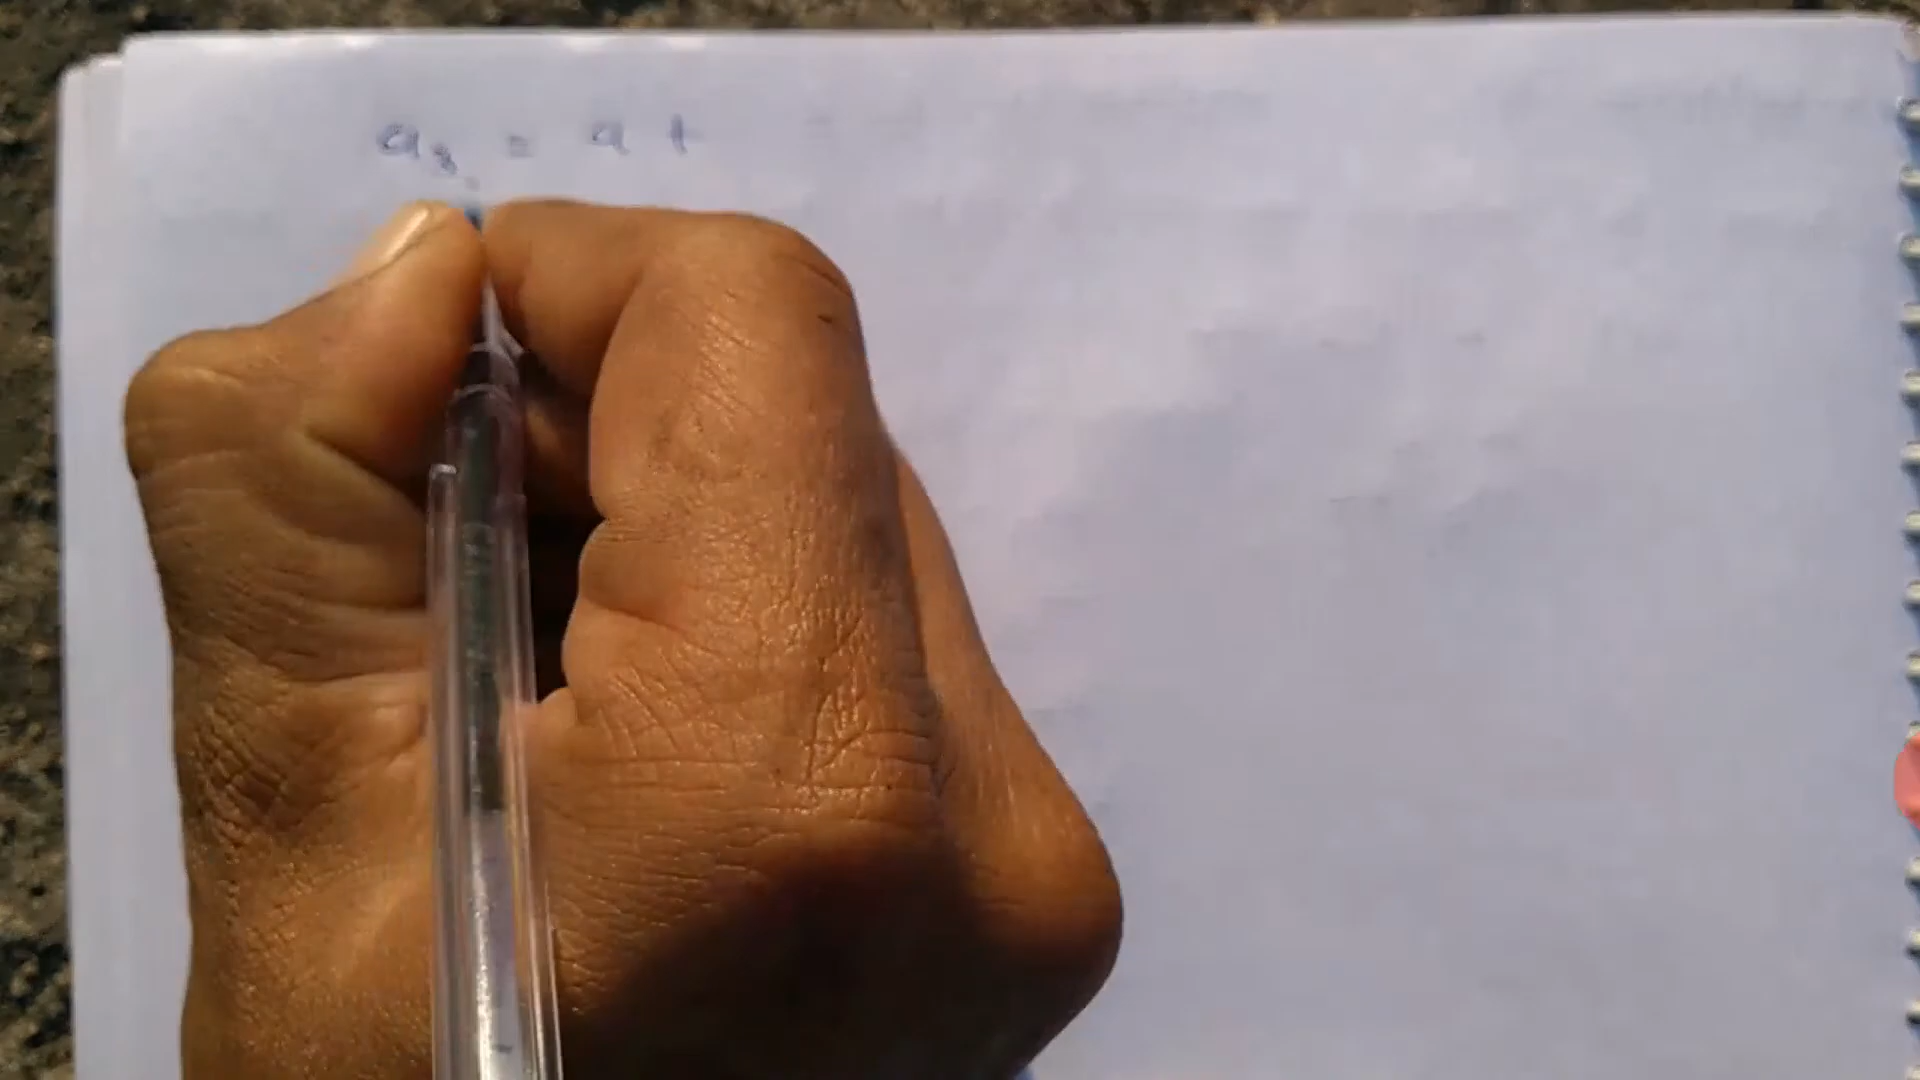 a₈ = a +